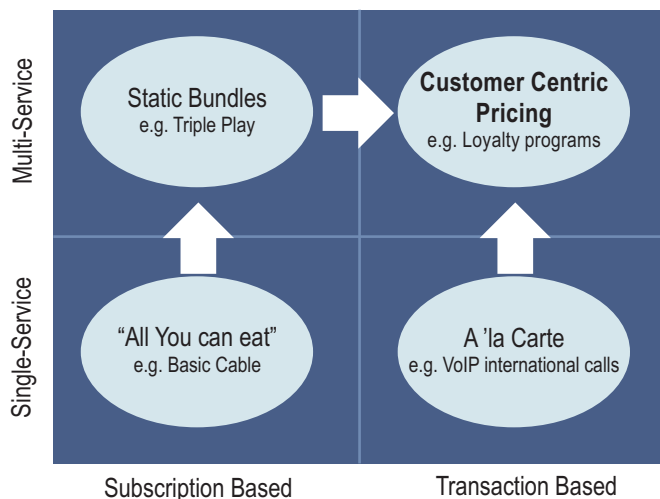 Multi-Service
Static Bundles
e.g. Triple Play
Customer Centric
Pricing
e.g. Loyalty programs
Single-Service
“All You can eat”
e.g. Basic Cable
A ’la Carte
e.g. VoIP international calls
Subscription Based
Transaction Based